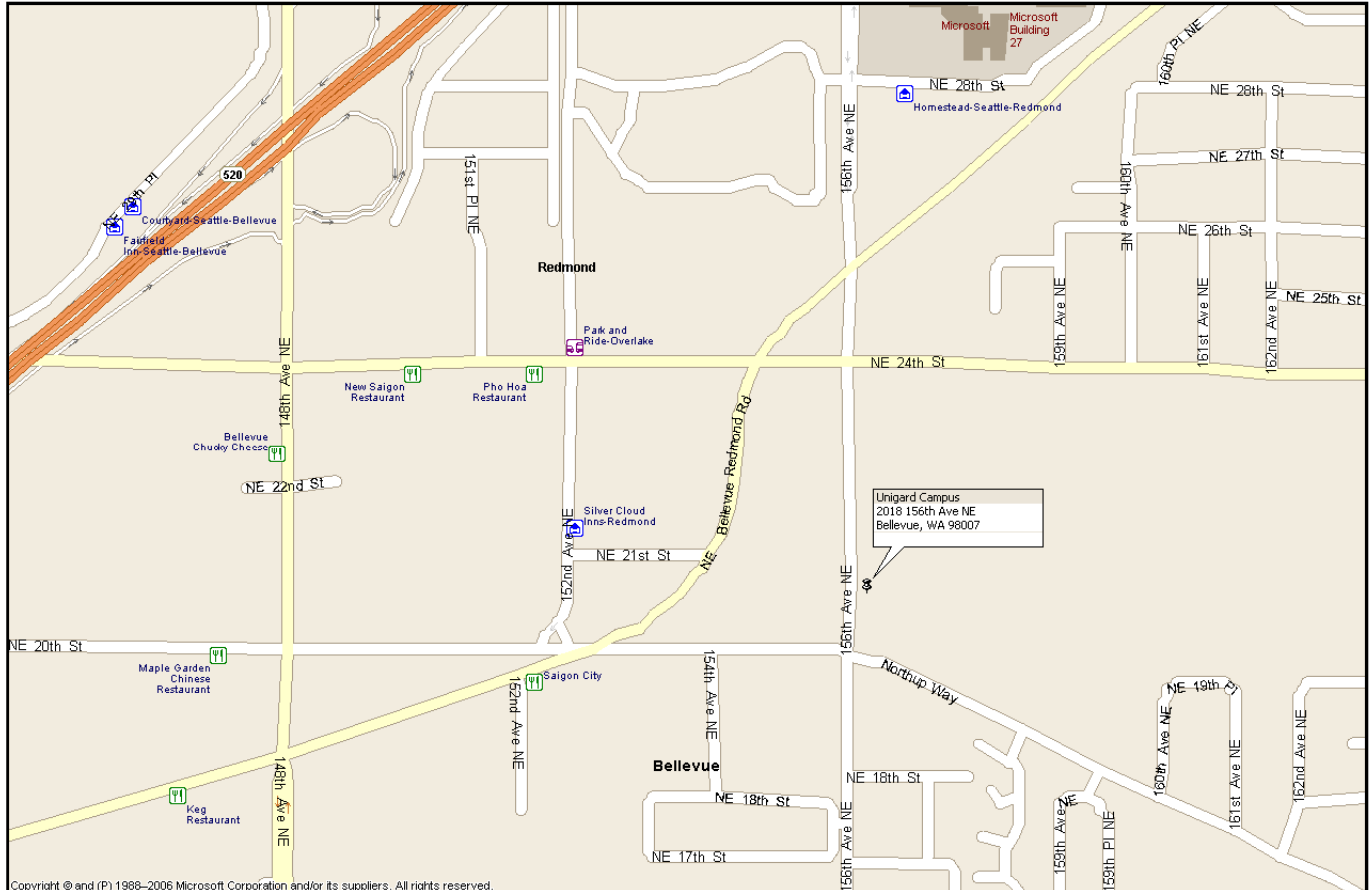 Microsoft
Microsoft
Building
27
160th Pl NE
NE 28th St
Homestead-Seattle-Redmond
NE 28th St
156th Ave NE
NE 27th St
151st Pl NE
160th Ave NE
520
NE 29th Pl
Courtyard-Seattle-Bellevue
Fairfield
Inn-Seattle-Bellevue
NE 26th St
Redmond
159th Ave NE
161st Ave NE
162nd Ave NE
NE 25th St
Park and
Ride-Overlake
148th Ave NE
NE 24th St
New Saigon
Restaurant
Pho Hoa
Restaurant
NE Bellevue Redmond Rd
Bellevue
Chucky Cheese
NE 22nd St
Silver Cloud
Inns-Redmond
152nd Ave NE
NE 21st St
Unigard Campus
2018 156th Ave NE
Bellevue, WA 98007
156th Ave NE
NE 20th St
Maple Garden
Chinese
Restaurant
Saigon City
152nd Ave NE
154th Ave NE
Northup Way
NE 19th Pl
160th Ave NE
161st Ave NE
162nd Ave NE
Bellevue
148th Ave NE
NE 18th St
NE 18th St
Keg
Restaurant
NE 17th St
156th Ave NE
159th Ave NE
159th Pl NE
Copyright © and (P) 1988–2006 Microsoft Corporation and/or its suppliers. All rights reserved.